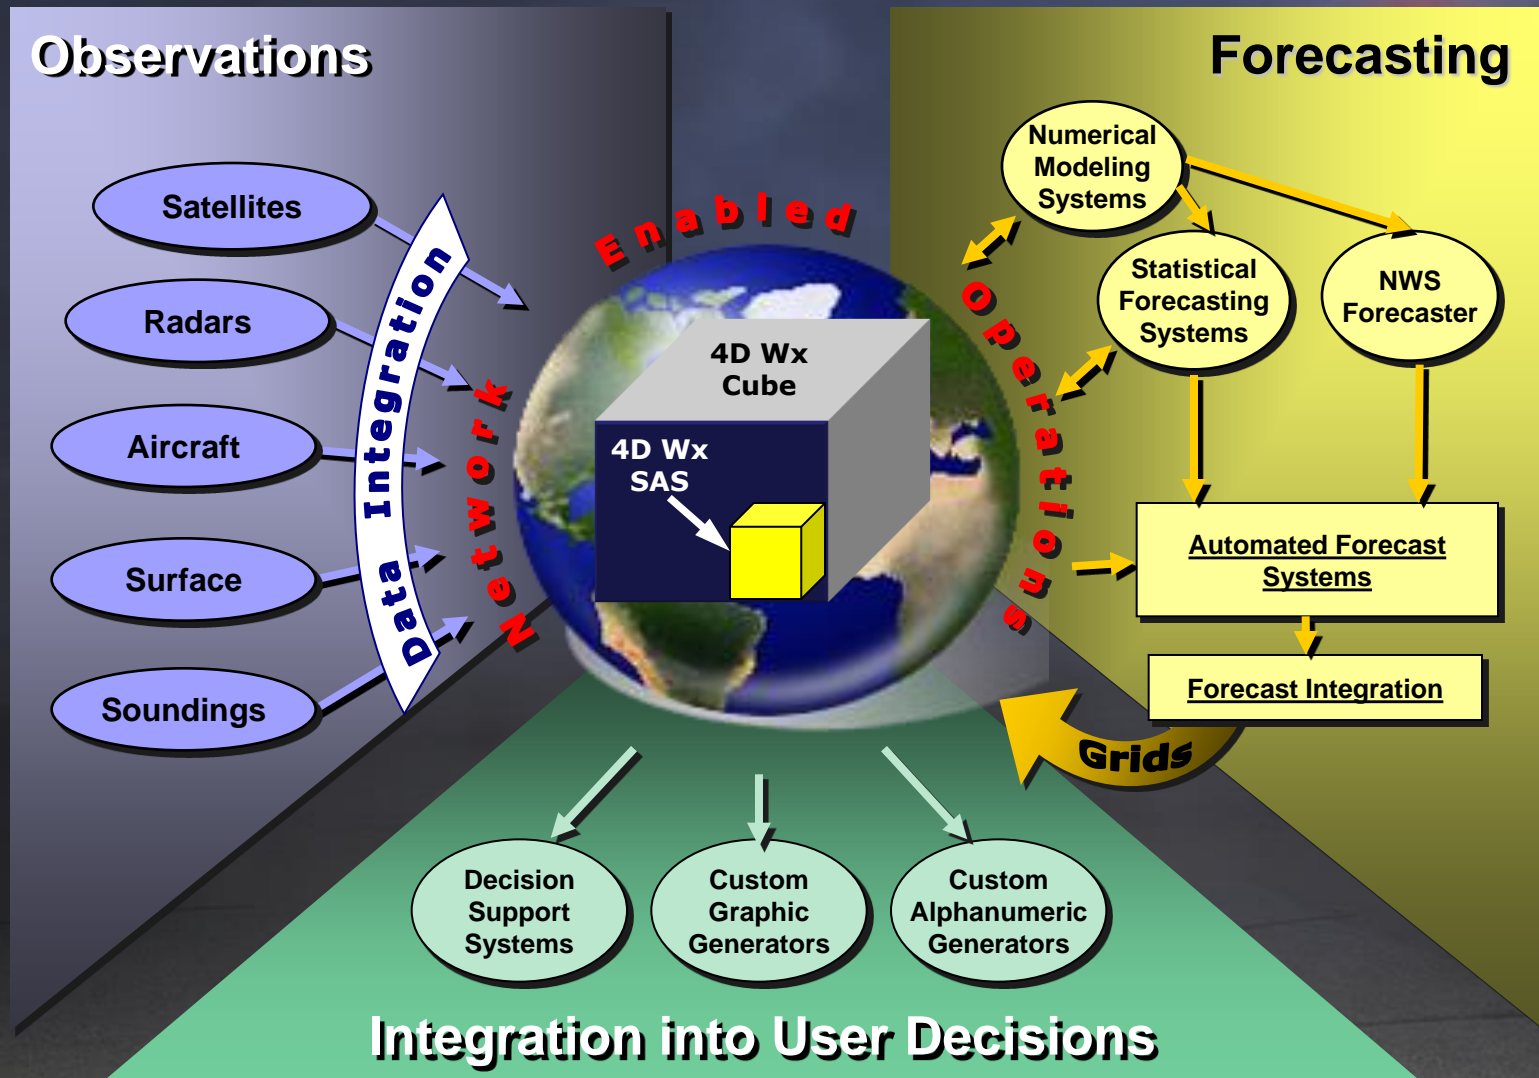 Observations
Forecasting
Satellites
Radars
Aircraft
Surface
Soundings
Data Integration
Network
Enabled
Operations
4D Wx
Cube
4D Wx
SAS
Numerical
Modeling
Systems
Statistical
Forecasting
Systems
NWS
Forecaster
Automated Forecast
Systems
Forecast Integration
Grids
Decision
Support
Systems
Custom
Graphic
Generators
Custom
Alphanumeric
Generators
Integration into User Decisions